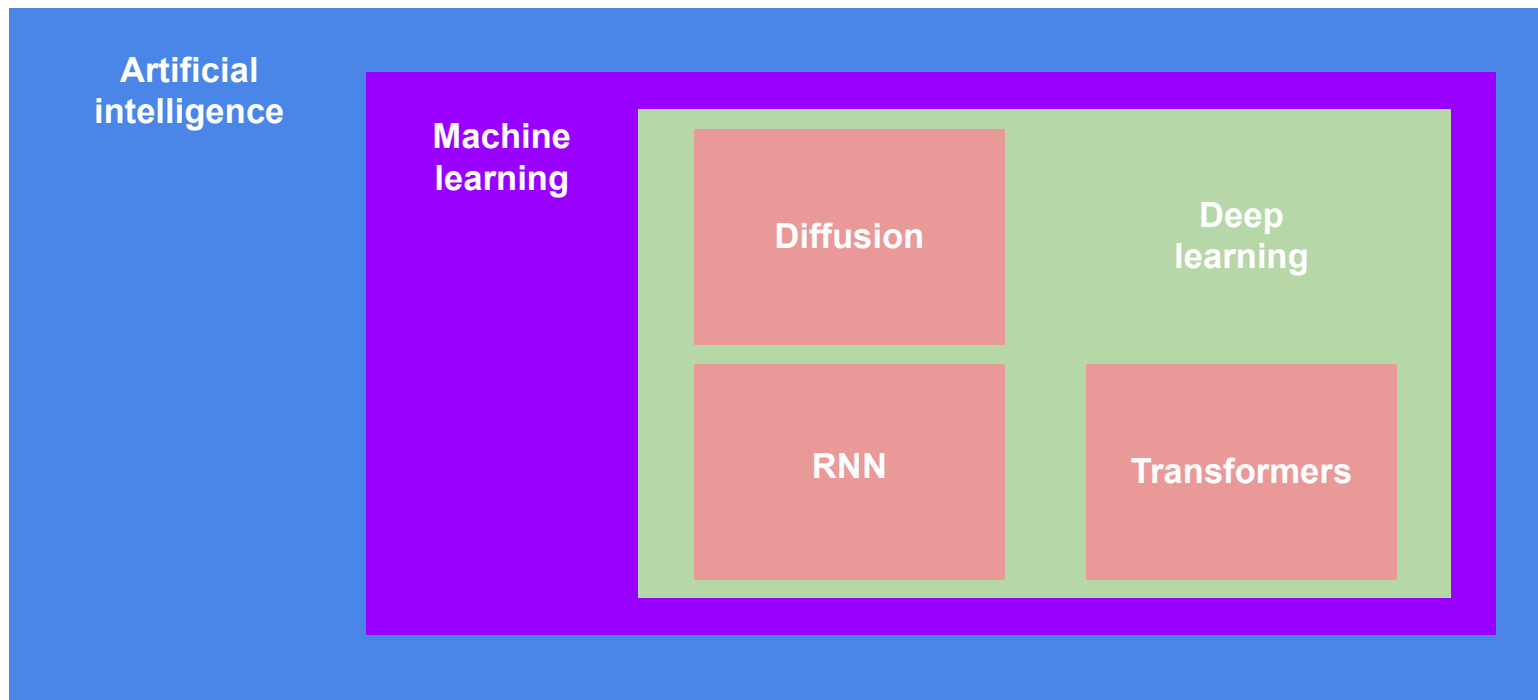 Artificial
intelligence
Machine
learning
Diffusion
Deep
learning
RNN
Transformers